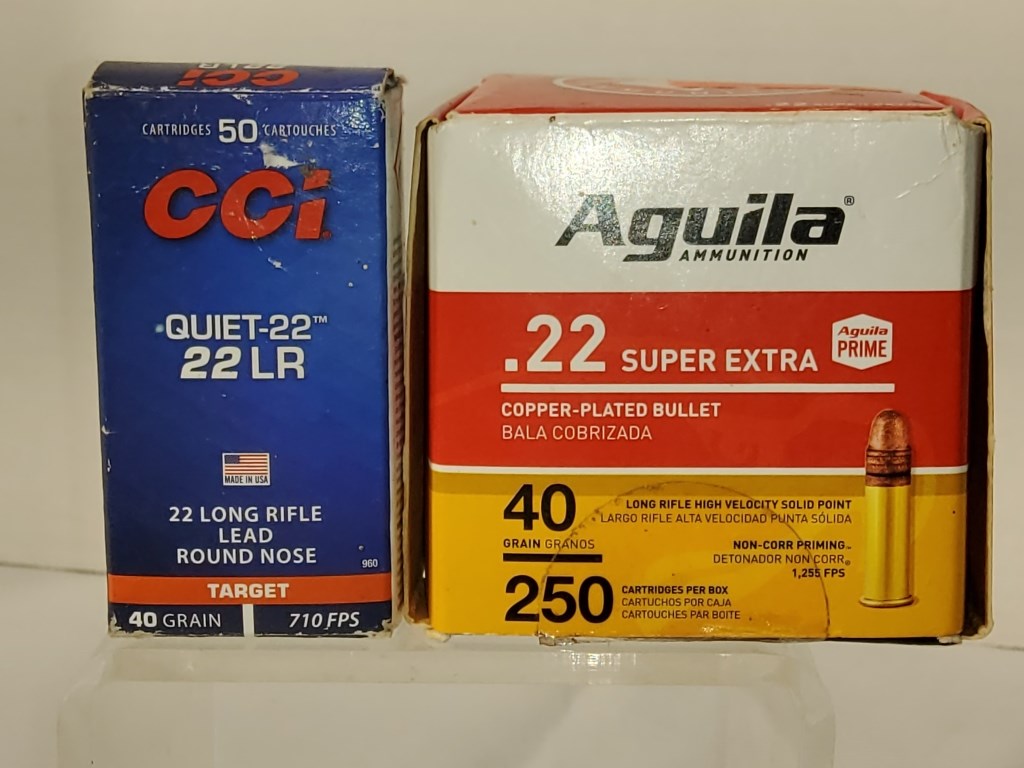 CCI
CARTRIDGES 50 CARTOUCHES
CCI
QUIET-22™
22 LR
MADE IN USA
22 LONG RIFLE
LEAD
ROUND NOSE
960
TARGET
40 GRAIN
710 FPS
Aguila®
AMMUNITION
.22 SUPER EXTRA
Aguila
PRIME
COPPER-PLATED BULLET
BALA COBRIZADA
40
GRAIN GRANOS
LONG RIFLE HIGH VELOCITY SOLID POINT
LARGO RIFLE ALTA VELOCIDAD PUNTA SÓLIDA
NON-CORR PRIMING™
DETONADOR NON CORR®
1,255 FPS
250
CARTRIDGES PER BOX
CARTUCHOS POR CAJA
CARTOUCHES PAR BOITE